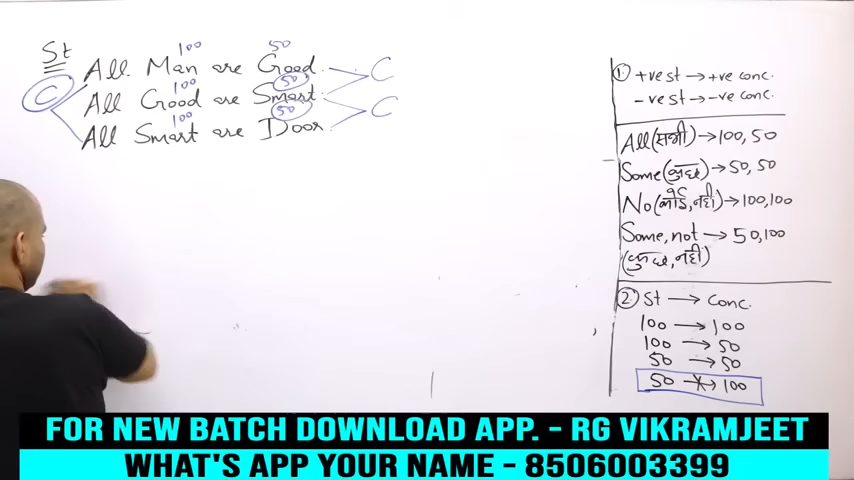 St
100 50
All Man are Good C
100 50
C All Good are Smart
100 50 C
All Smart are Door
1. +ve st → +ve conc.
-ve st → -ve conc.
All (सभी) → 100, 50
Some (कुछ) → 50, 50
No (कोई, नहीं) → 100, 100
Some, not → 50, 100
(कुछ, नहीं)
2. St → Conc.
100 → 100
100 → 50
50 → 50
50 → 100
FOR NEW BATCH DOWNLOAD APP. - RG VIKRAMJEET
WHAT'S APP YOUR NAME - 8506003399